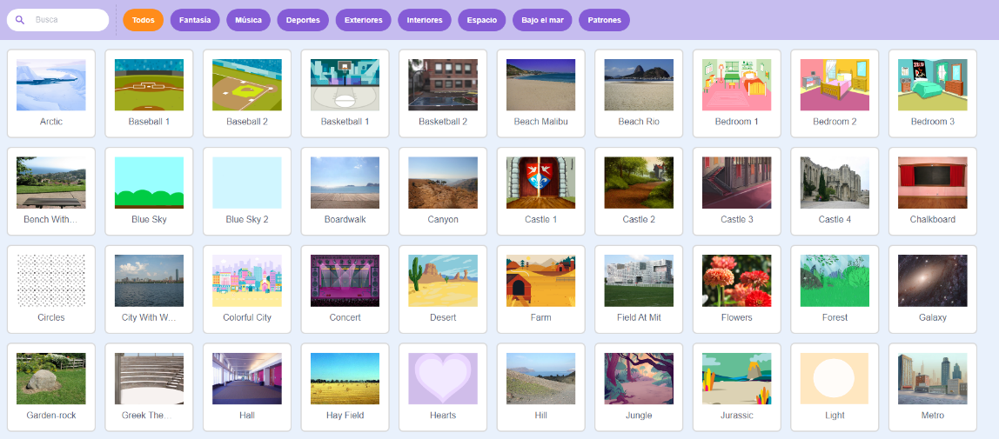 Busca
Todos
Fantasía
Música
Deportes
Exteriores
Interiores
Espacio
Bajo el mar
Patrones
Arctic
Baseball 1
Baseball 2
Basketball 1
Basketball 2
Beach Malibu
Beach Rio
Bedroom 1
Bedroom 2
Bedroom 3
Bench With...
Blue Sky
Blue Sky 2
Boardwalk
Canyon
Castle 1
Castle 2
Castle 3
Castle 4
Chalkboard
Circles
City With W...
Colorful City
Concert
Desert
Farm
Field At Mit
Flowers
Forest
Galaxy
Garden-rock
Greek The...
Hall
Hay Field
Hearts
Hill
Jungle
Jurassic
Light
Metro